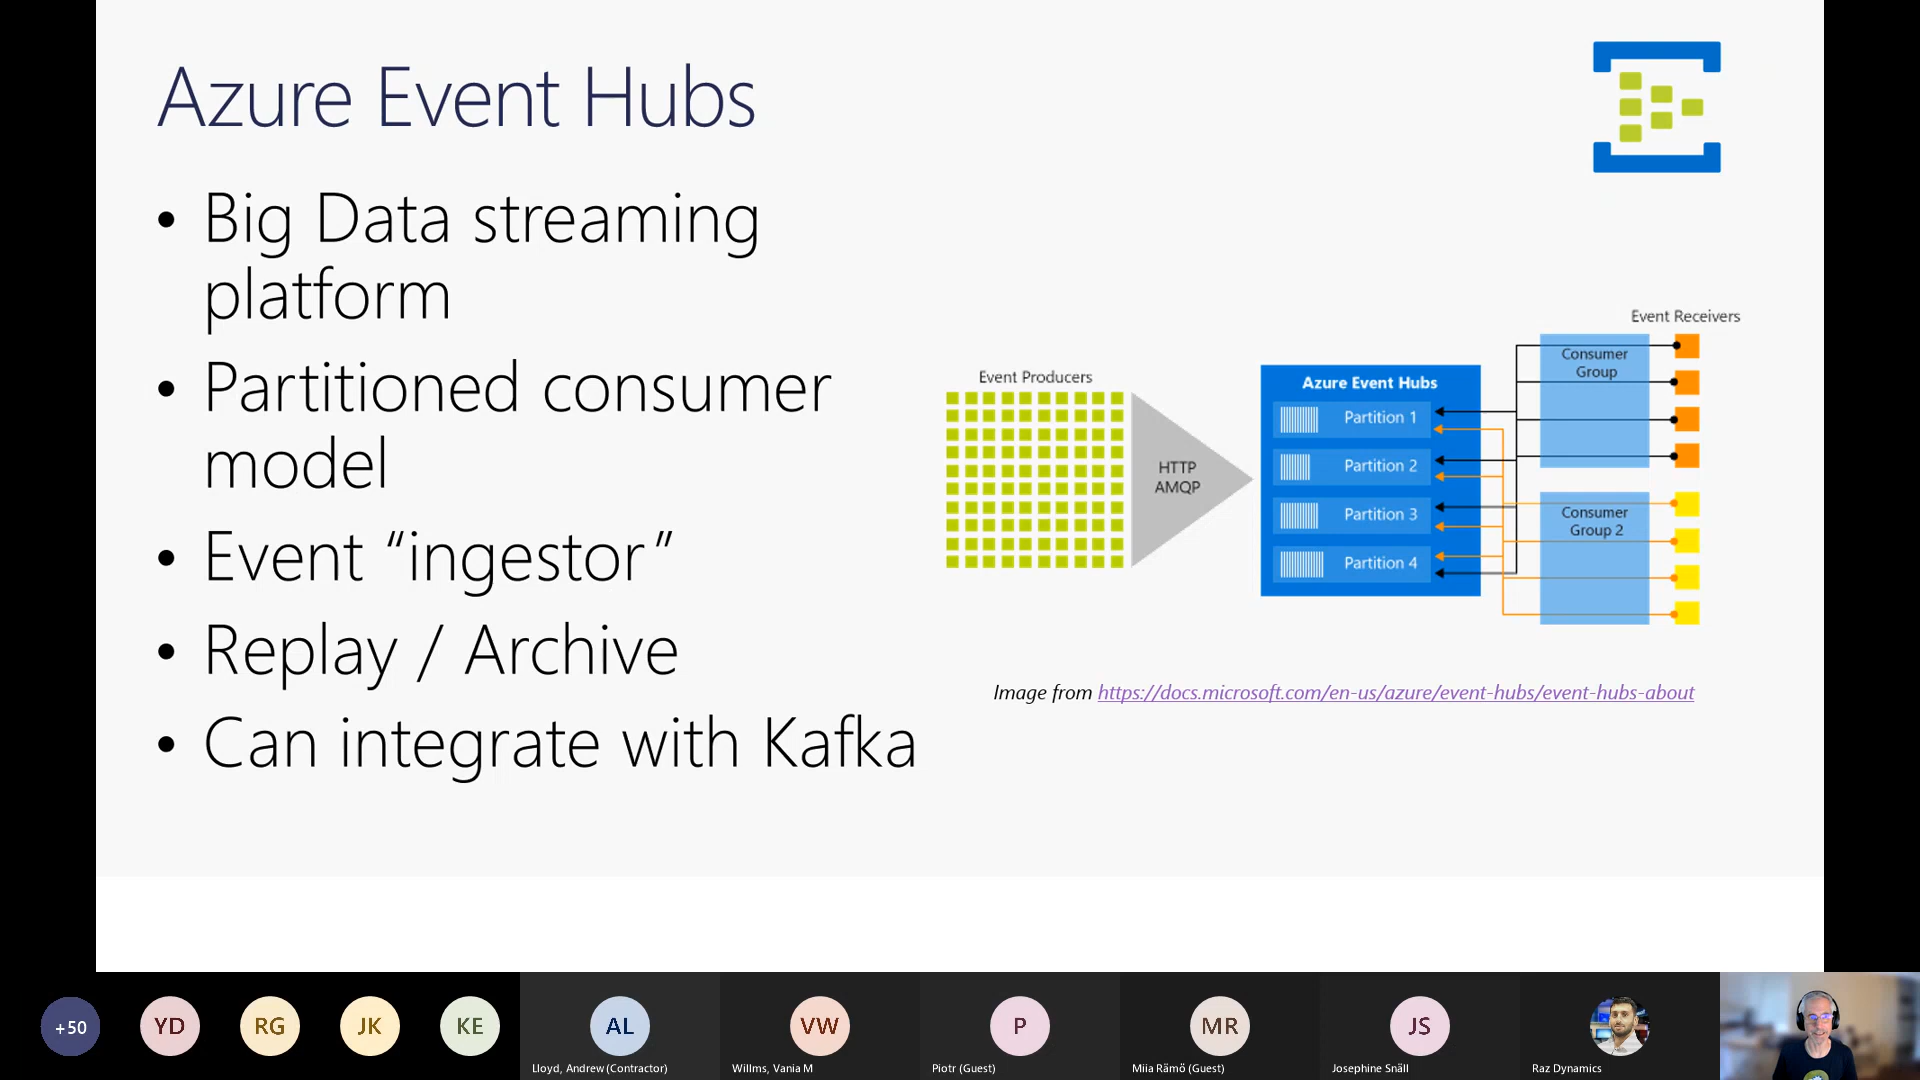 Azure Event Hubs
• Big Data streaming
platform
• Partitioned consumer
model
• Event “ingestor”
• Replay / Archive
• Can integrate with Kafka
Event Producers
HTTP
AMQP
Azure Event Hubs
Partition 1
Partition 2
Partition 3
Partition 4
Event Receivers
Consumer
Group
Consumer
Group 2
Image from https://docs.microsoft.com/en-us/azure/event-hubs/event-hubs-about
+50
YD
RG
JK
KE
AL
Lloyd, Andrew (Contractor)
VW
Willms, Vania M
P
Piotr (Guest)
MR
Miia Rämö (Guest)
JS
Josephine Snäll
Raz Dynamics